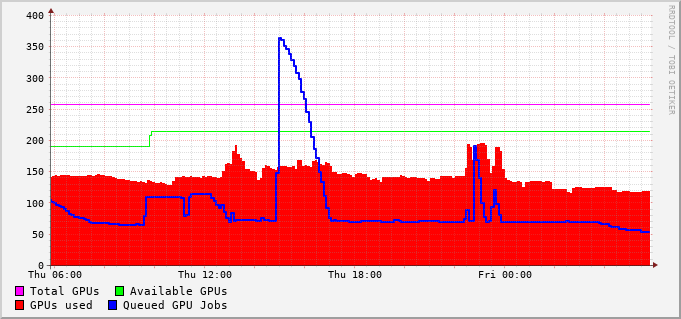 400
350
300
250
200
150
100
50
0
Thu 06:00 Thu 12:00 Thu 18:00 Fri 00:00
Total GPUs Available GPUs
GPUs used Queued GPU Jobs
RRDTOOL / TOBI OETIKER